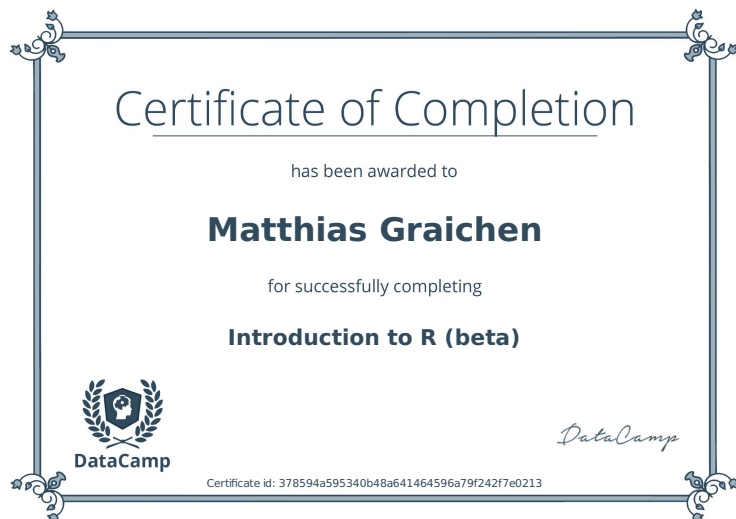 Certificate of Completion
has been awarded to
Matthias Graichen
for successfully completing
Introduction to R (beta)
DataCamp
DataCamp
Certificate id: 378594a595340b48a641464596a79f242f7e0213